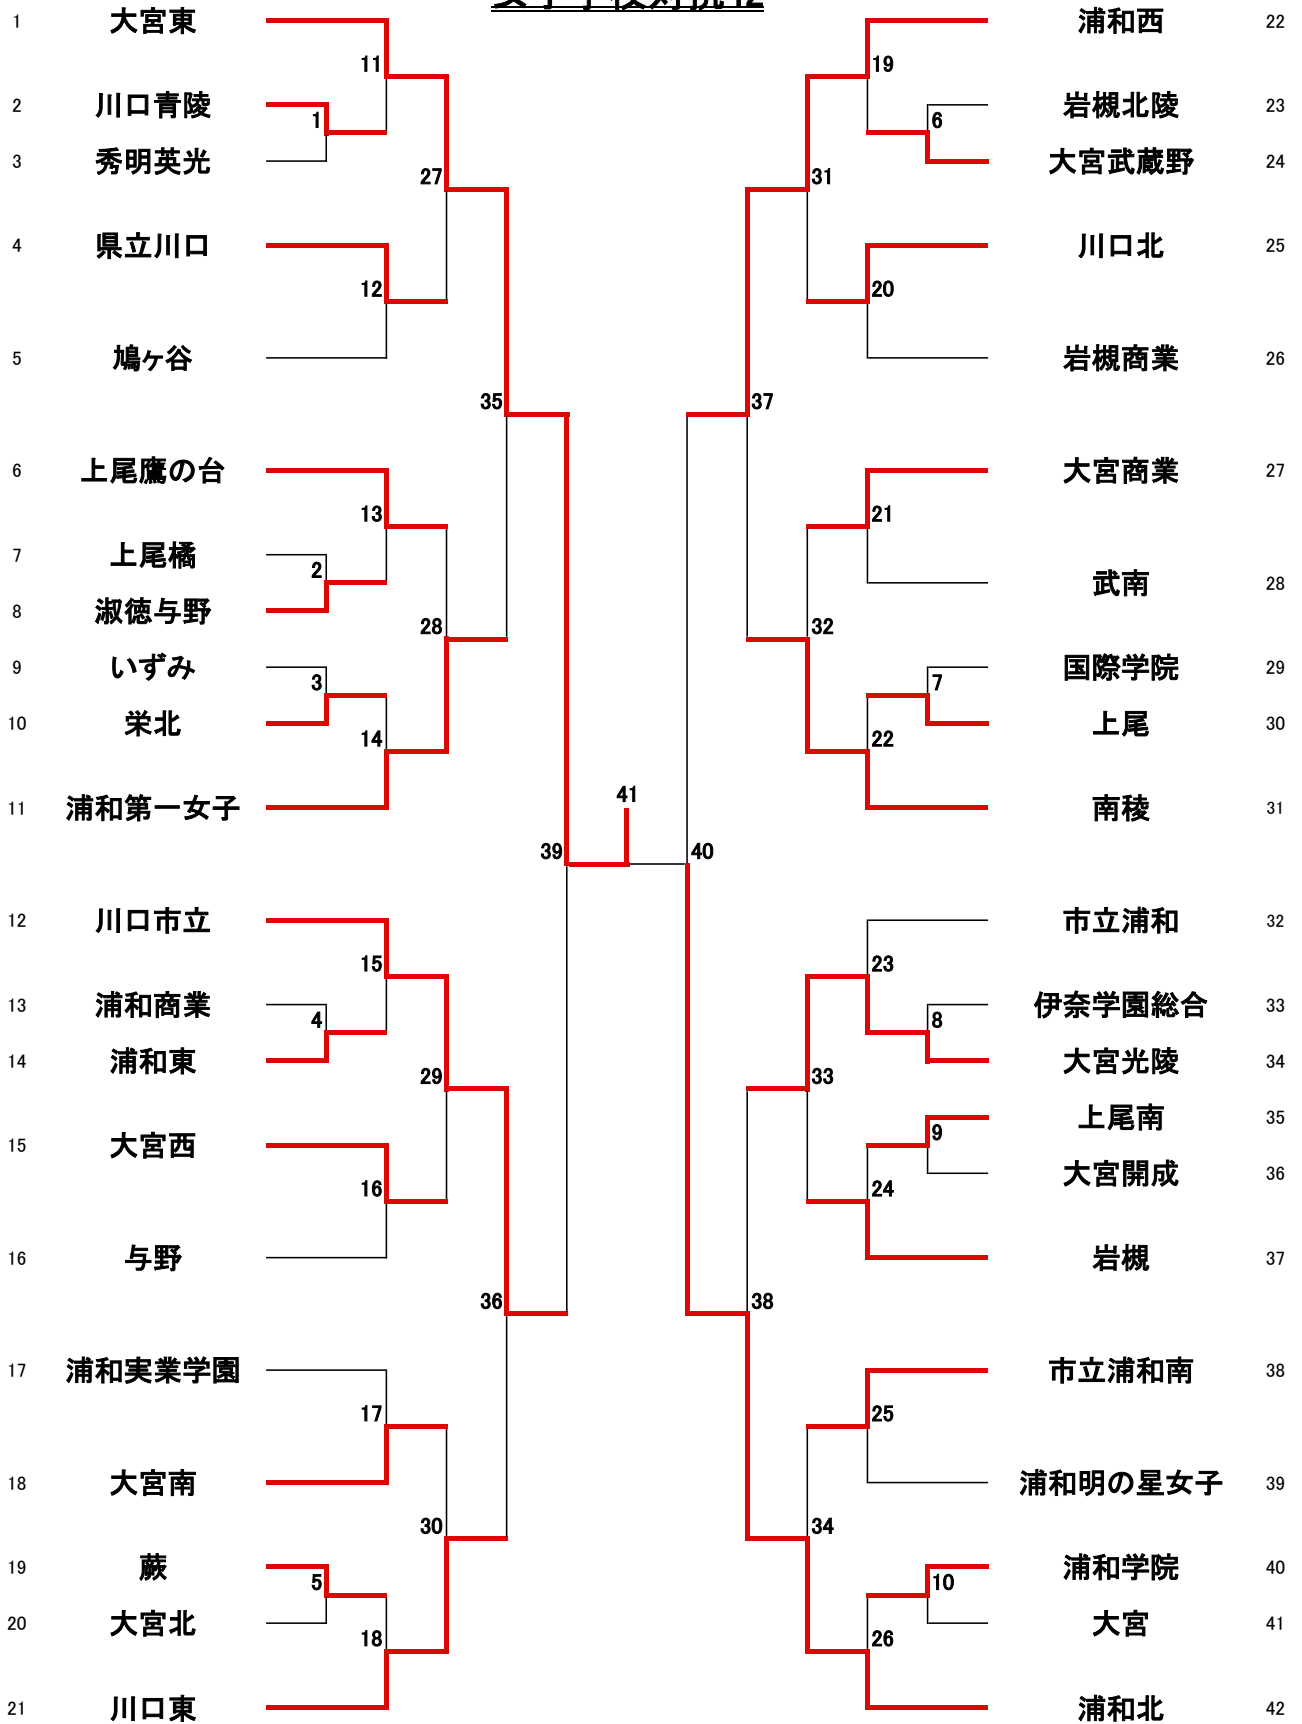 1 大宮東
2 川口青陵
3 秀明英光
4 県立川口
5 鳩ヶ谷
6 上尾鷹の台
7 上尾橘
8 淑徳与野
9 いずみ
10 栄北
11 浦和第一女子
12 川口市立
13 浦和商業
14 浦和東
15 大宮西
16 与野
17 浦和実業学園
18 大宮南
19 蕨
20 大宮北
21 川口東
1
2
3
4
5
11
12
13
14
15
16
17
18
27
28
29
30
35
36
39
41
40
37
38
31
32
33
34
19
20
21
22
23
24
25
26
6
7
8
9
10
浦和西 22
岩槻北陵 23
大宮武蔵野 24
川口北 25
岩槻商業 26
大宮商業 27
武南 28
国際学院 29
上尾 30
南稜 31
市立浦和 32
伊奈学園総合 33
大宮光陵 34
上尾南 35
大宮開成 36
岩槻 37
市立浦和南 38
浦和明の星女子 39
浦和学院 40
大宮 41
浦和北 42